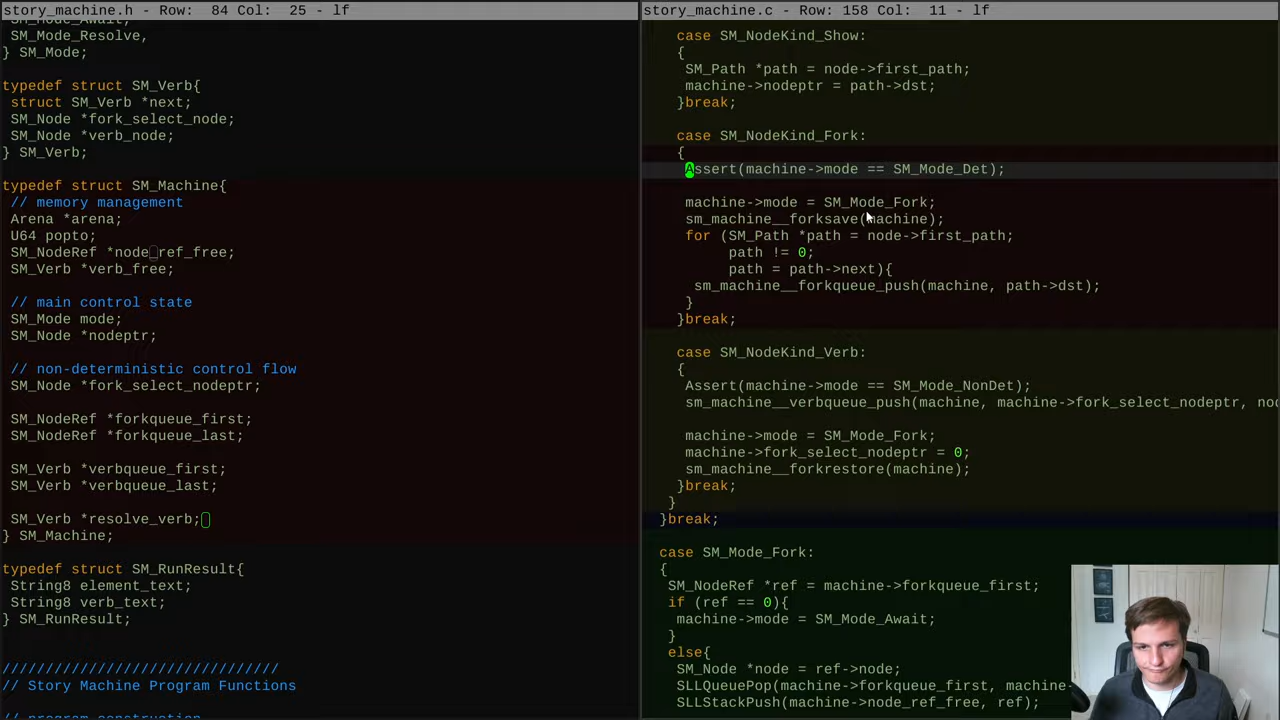 story_machine.h - Row:  84 Col:  25 - lf
SM_Mode_Await,
SM_Mode_Resolve,
} SM_Mode;
typedef struct SM_Verb{
struct SM_Verb *next;
SM_Node *fork_select_node;
SM_Node *verb_node;
} SM_Verb;
typedef struct SM_Machine{
// memory management
Arena *arena;
U64 popto;
SM_NodeRef *node_ref_free;
SM_Verb *verb_free;
// main control state
SM_Mode mode;
SM_Node *nodeptr;
// non-deterministic control flow
SM_Node *fork_select_nodeptr;
SM_NodeRef *forkqueue_first;
SM_NodeRef *forkqueue_last;
SM_Verb *verbqueue_first;
SM_Verb *verbqueue_last;
SM_Verb *resolve_verb;
} SM_Machine;
typedef struct SM_RunResult{
String8 element_text;
String8 verb_text;
} SM_RunResult;
////////////////////////////////
// Story Machine Program Functions
// program construction
story_machine.c - Row: 158 Col:  11 - lf
case SM_NodeKind_Show:
{
SM_Path *path = node->first_path;
machine->nodeptr = path->dst;
}break;
case SM_NodeKind_Fork:
{
Assert(machine->mode == SM_Mode_Det);
machine->mode = SM_Mode_Fork;
sm_machine__forksave(machine);
for (SM_Path *path = node->first_path;
path != 0;
path = path->next){
sm_machine__forkqueue_push(machine, path->dst);
}
}break;
case SM_NodeKind_Verb:
{
Assert(machine->mode == SM_Mode_NonDet);
sm_machine__verbqueue_push(machine, machine->fork_select_nodeptr, no
machine->mode = SM_Mode_Fork;
machine->fork_select_nodeptr = 0;
sm_machine__forkrestore(machine);
}break;
}
}break;
case SM_Mode_Fork:
{
SM_NodeRef *ref = machine->forkqueue_first;
if (ref == 0){
machine->mode = SM_Mode_Await;
}
else{
SM_Node *node = ref->node;
SLLQueuePop(machine->forkqueue_first, machine-
SLLStackPush(machine->node_ref_free, ref);